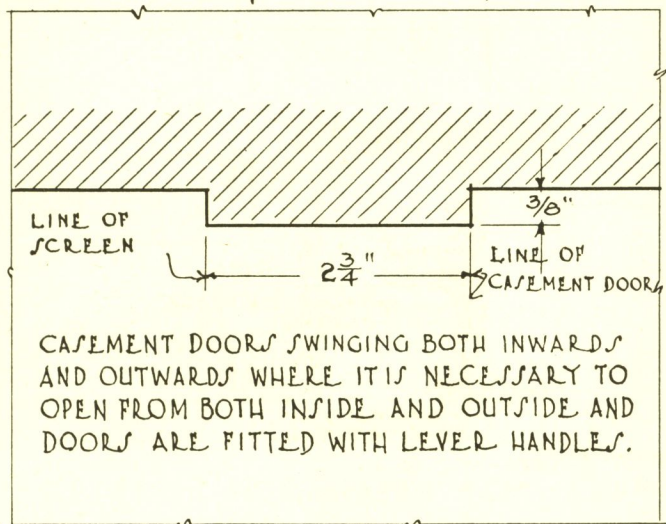 3/8"
LINE OF
SCREEN
2 3/4"
LINE OF
CASEMENT DOORS
CASEMENT DOORS SWINGING BOTH INWARDS
AND OUTWARDS WHERE IT IS NECESSARY TO
OPEN FROM BOTH INSIDE AND OUTSIDE AND
DOORS ARE FITTED WITH LEVER HANDLES.